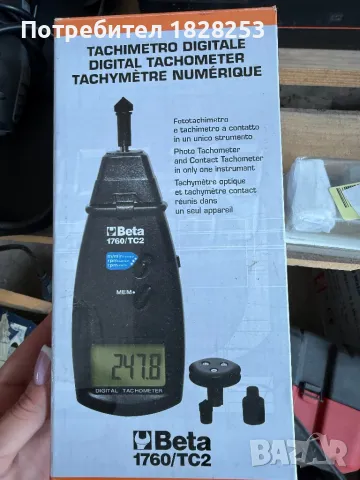 Потребител 1828253
TACHIMETRO DIGITALE
DIGITAL TACHOMETER
TACHYMÈTRE NUMÉRIQUE
Fototachimetro
e tachimetro a contatto
in un unico strumento
Photo Tachometer
and Contact Tachometer
in only one instrument
Tachymètre optique
et tachymètre contact
réunis dans
un seul appareil
Beta
1760/TC2
MEM
247.8
DIGITAL TACHOMETER
Beta
1760/TC2
BAZAR